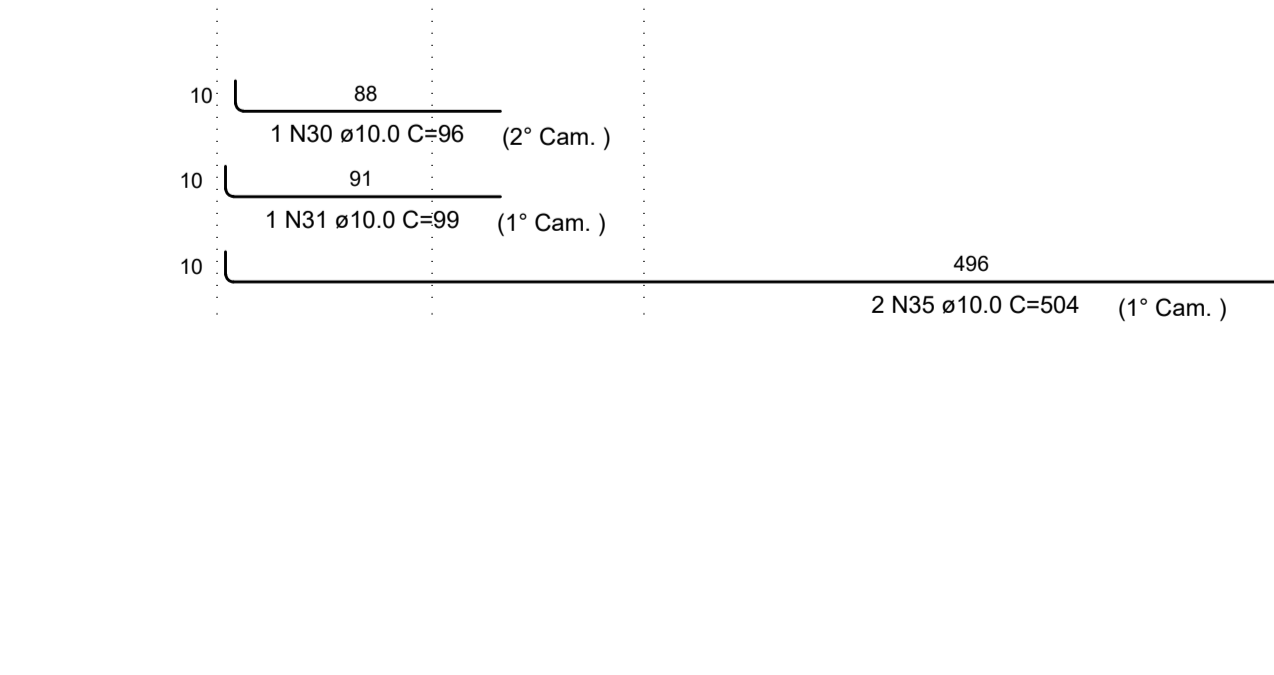 10 88
1 N30 ø10.0 C=96 (2° Cam. )
10 91
1 N31 ø10.0 C=99 (1° Cam. )
10 496
2 N35 ø10.0 C=504 (1° Cam. )